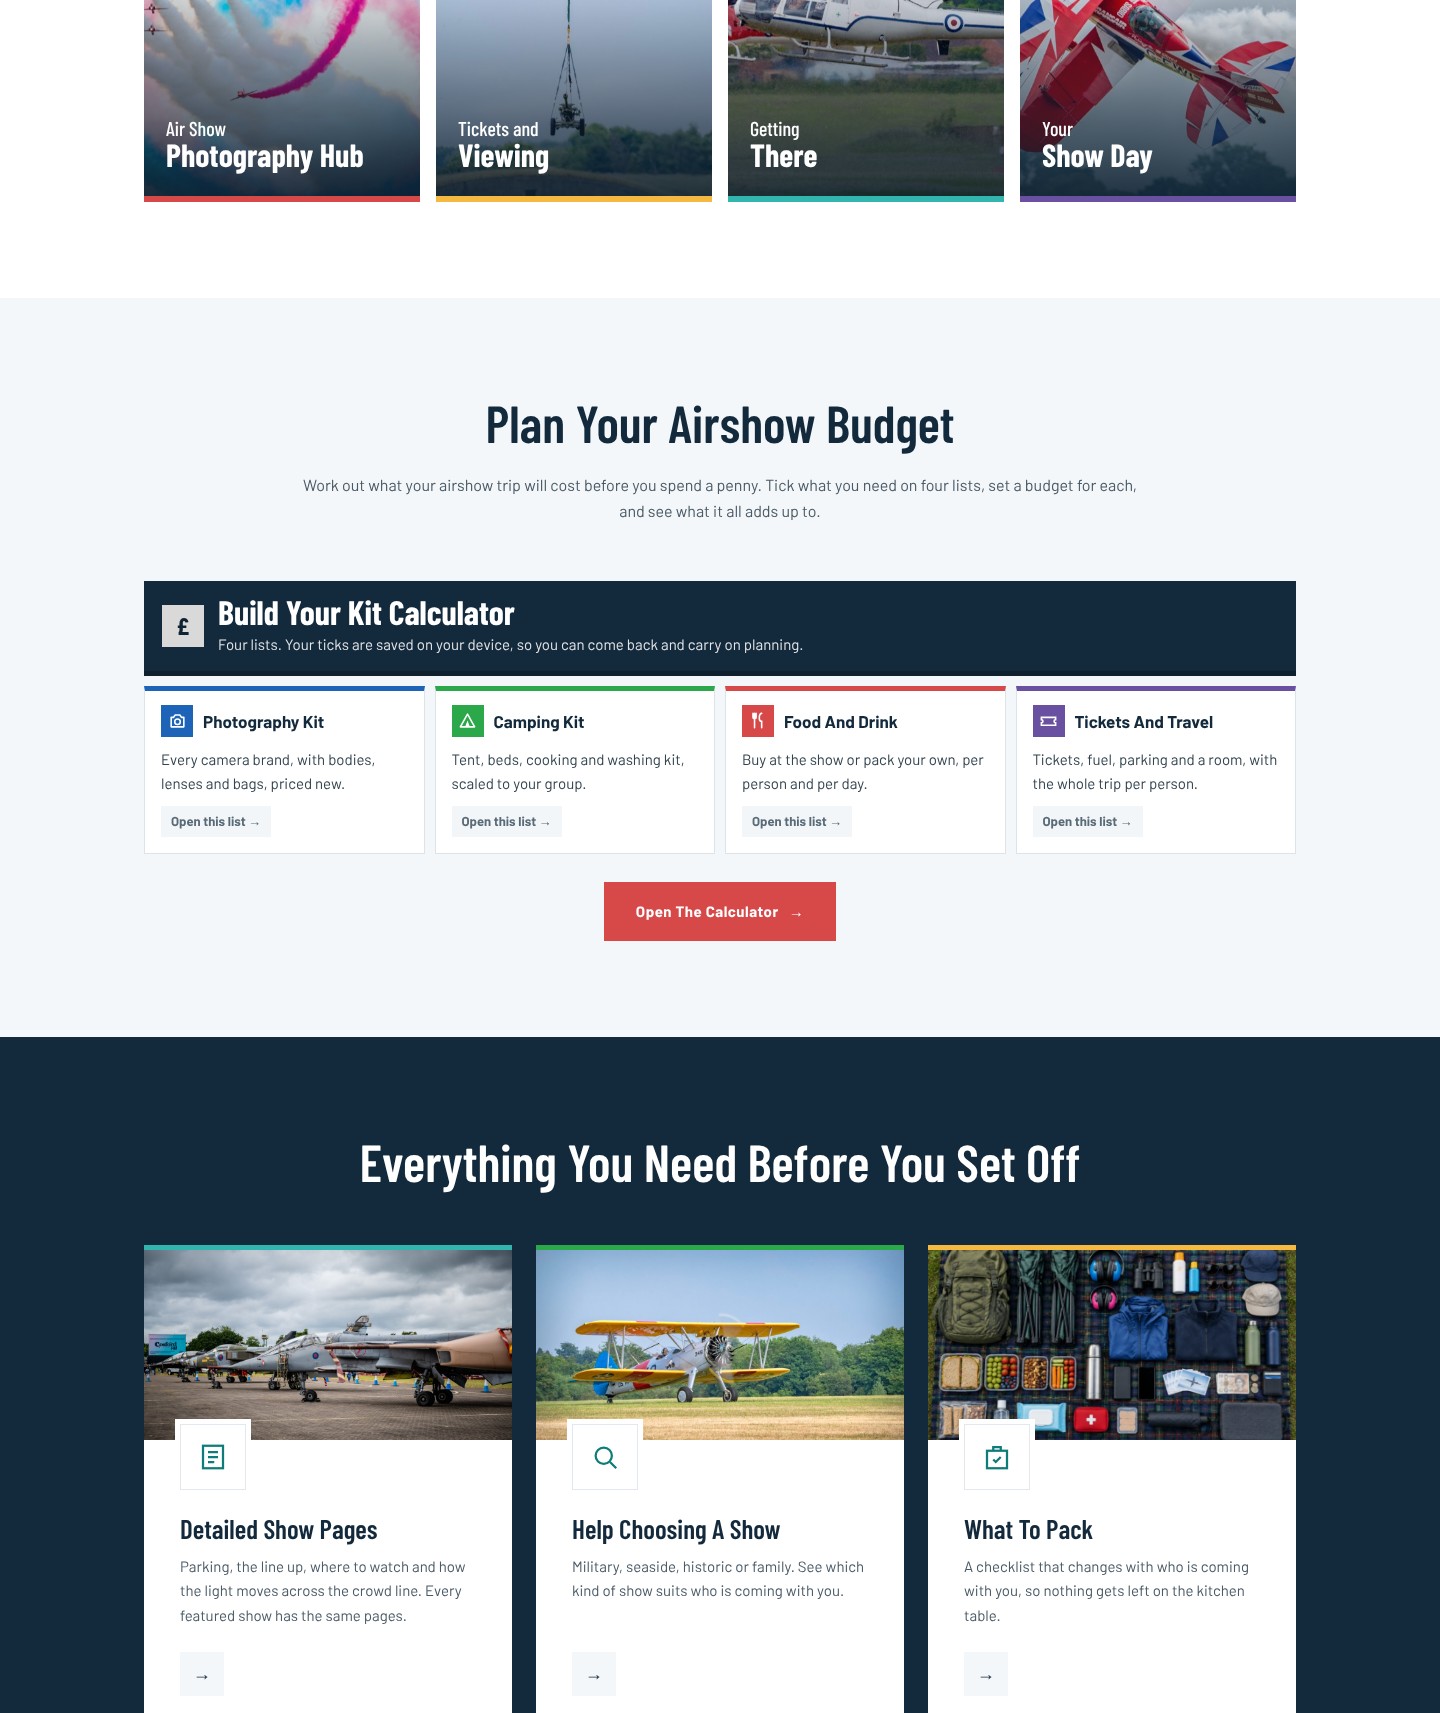 Air Show
Photography Hub
Tickets and
Viewing
Getting
There
Your
Show Day
Plan Your Airshow Budget
Work out what your airshow trip will cost before you spend a penny. Tick what you need on four lists, set a budget for each,
and see what it all adds up to.
£
Build Your Kit Calculator
Four lists. Your ticks are saved on your device, so you can come back and carry on planning.
Photography Kit
Every camera brand, with bodies,
lenses and bags, priced new.
Open this list →
Camping Kit
Tent, beds, cooking and washing kit,
scaled to your group.
Open this list →
Food And Drink
Buy at the show or pack your own, per
person and per day.
Open this list →
Tickets And Travel
Tickets, fuel, parking and a room, with
the whole trip per person.
Open this list →
Open The Calculator →
Everything You Need Before You Set Off
Detailed Show Pages
Parking, the line up, where to watch and how
the light moves across the crowd line. Every
featured show has the same pages.
→
Help Choosing A Show
Military, seaside, historic or family. See which
kind of show suits who is coming with you.
→
What To Pack
A checklist that changes with who is coming
with you, so nothing gets left on the kitchen
table.
→